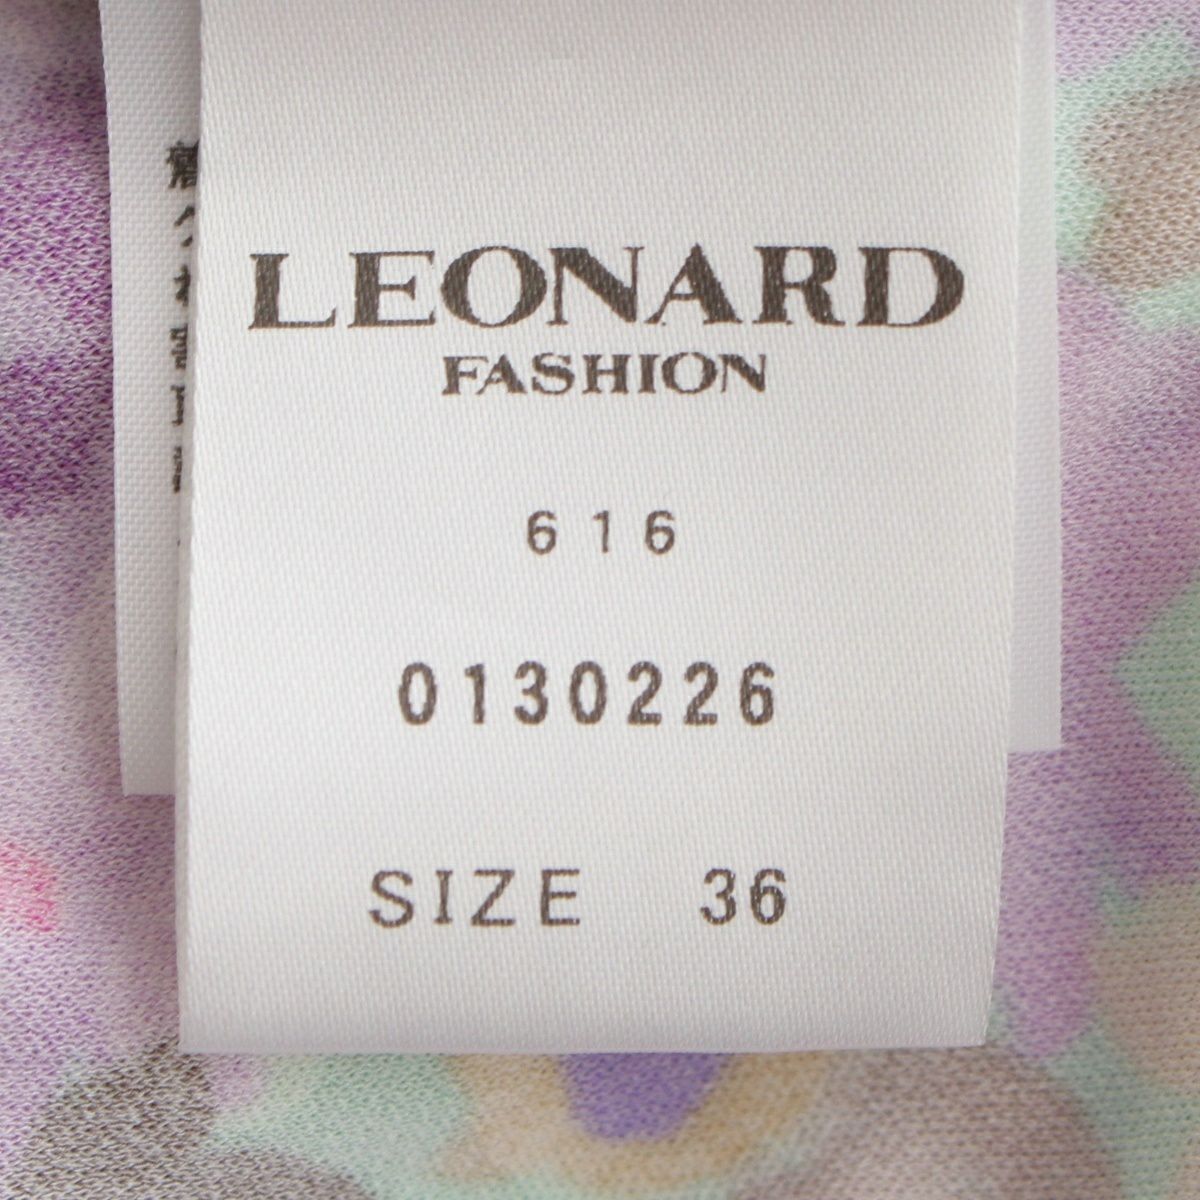 LEONARD
FASHION
616
0130226
SIZE 36